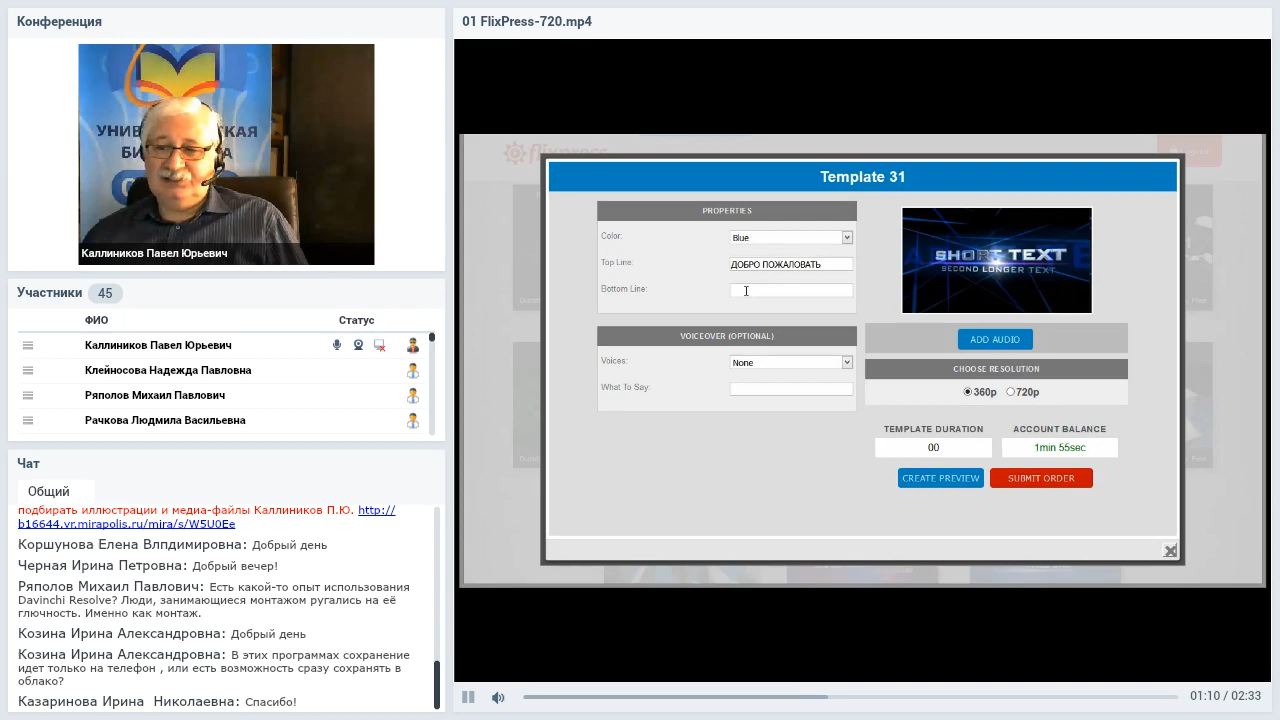 Конференция
Каллиников Павел Юрьевич
Участники 45
ФИО Статус
Каллиников Павел Юрьевич
Клейносова Надежда Павловна
Ряполов Михаил Павлович
Рачкова Людмила Васильевна
Чат
Общий
подбирать иллюстрации и медиа-файлы Каллиников П.Ю. http://
b16644.vr.mirapolis.ru/mira/s/W5U0Ee
Коршунова Елена Влпдимировна: Добрый день
Черная Ирина Петровна: Добрый вечер!
Ряполов Михаил Павлович: Есть какой-то опыт использования
Davinchi Resolve? Люди, занимающиеся монтажом ругались на её
глючность. Именно как монтаж.
Козина Ирина Александровна: Добрый день
Козина Ирина Александровна: В этих программах сохранение
идет только на телефон , или есть возможность сразу сохранять в
облако?
Казаринова Ирина Николаевна: Спасибо!
01 FlixPress-720.mp4
flixpress
Template 31
PROPERTIES
Color: Blue
Top Line: ДОБРО ПОЖАЛОВАТЬ
Bottom Line:
VOICEOVER (OPTIONAL)
Voices: None
What To Say:
SHORT TEXT
SECOND LONGER TEXT
ADD AUDIO
CHOOSE RESOLUTION
360p 720p
TEMPLATE DURATION ACCOUNT BALANCE
00 1min 55sec
CREATE PREVIEW SUBMIT ORDER
01:10 / 02:33